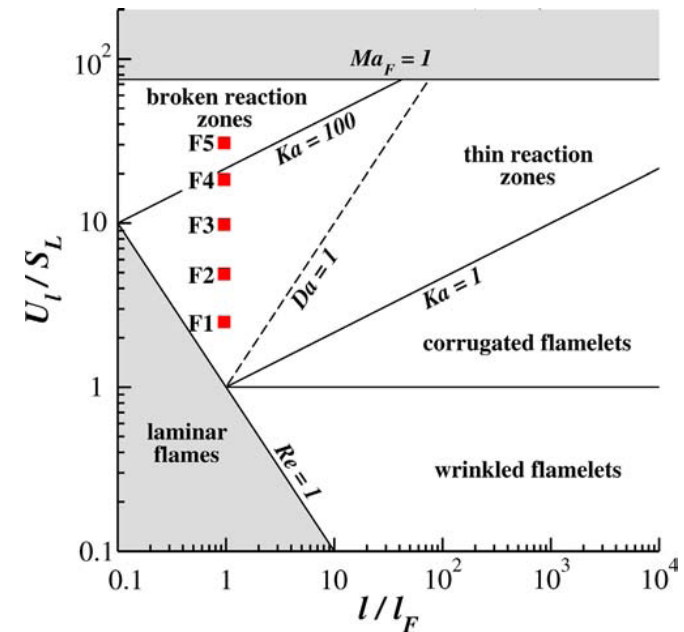 10^2
Ma_F = 1
broken reaction
zones
F5
Ka = 100
thin reaction
zones
F4
10
F3
U_l / S_L
F2
Da = 1
Ka = 1
F1
corrugated flamelets
1
laminar
flames
Re = 1
wrinkled flamelets
0.1
0.1
1
10
10^2
10^3
10^4
l / l_F